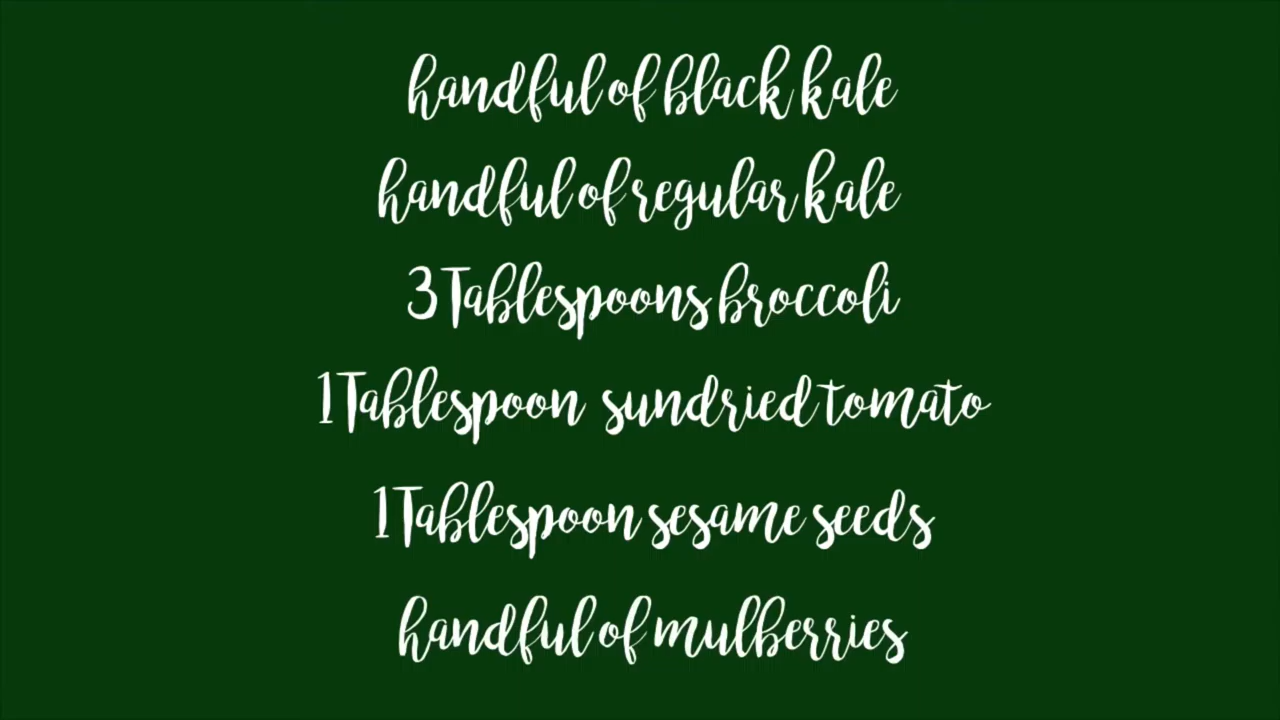 handful of black kale
handful of regular kale
3 Tablespoons broccoli
1 Tablespoon sundried tomato
1 Tablespoon sesame seeds
handful of mulberries